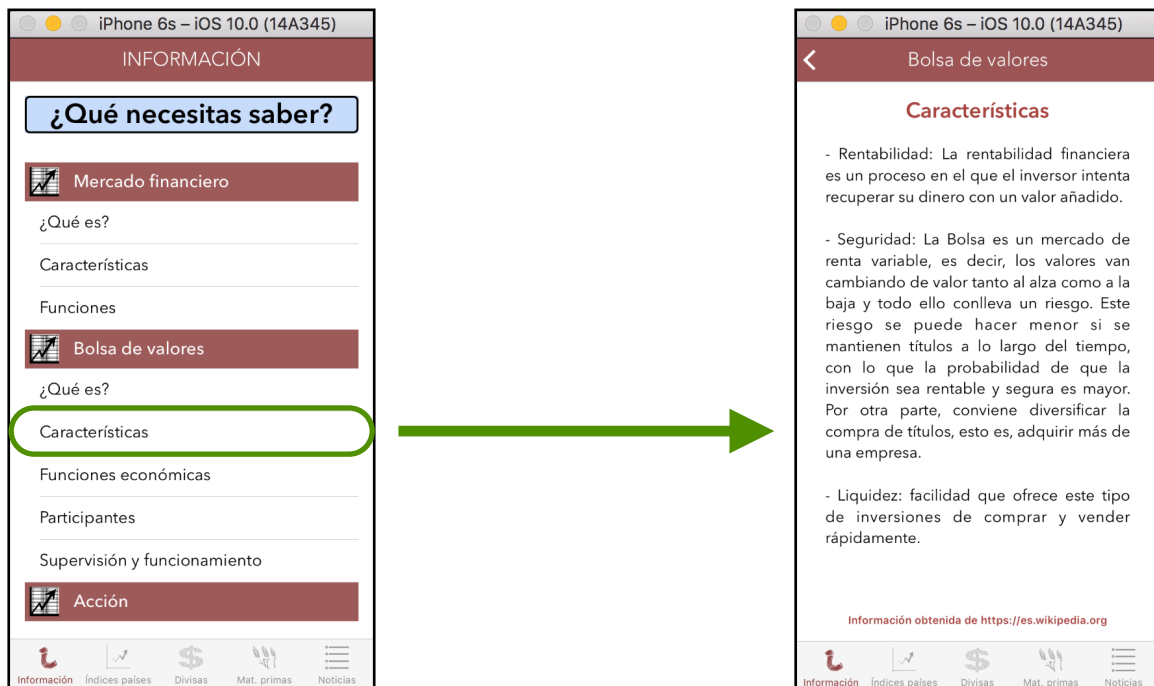 iPhone 6s – iOS 10.0 (14A345)
INFORMACIÓN
¿Qué necesitas saber?
Mercado financiero
¿Qué es?
Características
Funciones
Bolsa de valores
¿Qué es?
Características
Funciones económicas
Participantes
Supervisión y funcionamiento
Acción
Información Índices países Divisas Mat. primas Noticias
iPhone 6s – iOS 10.0 (14A345)
Bolsa de valores
Características
- Rentabilidad: La rentabilidad financiera
es un proceso en el que el inversor intenta
recuperar su dinero con un valor añadido.
- Seguridad: La Bolsa es un mercado de
renta variable, es decir, los valores van
cambiando de valor tanto al alza como a la
baja y todo ello conlleva un riesgo. Este
riesgo se puede hacer menor si se
mantienen títulos a lo largo del tiempo,
con lo que la probabilidad de que la
inversión sea rentable y segura es mayor.
Por otra parte, conviene diversificar la
compra de títulos, esto es, adquirir más de
una empresa.
- Liquidez: facilidad que ofrece este tipo
de inversiones de comprar y vender
rápidamente.
Información obtenida de https://es.wikipedia.org
Información Índices países Divisas Mat. primas Noticias